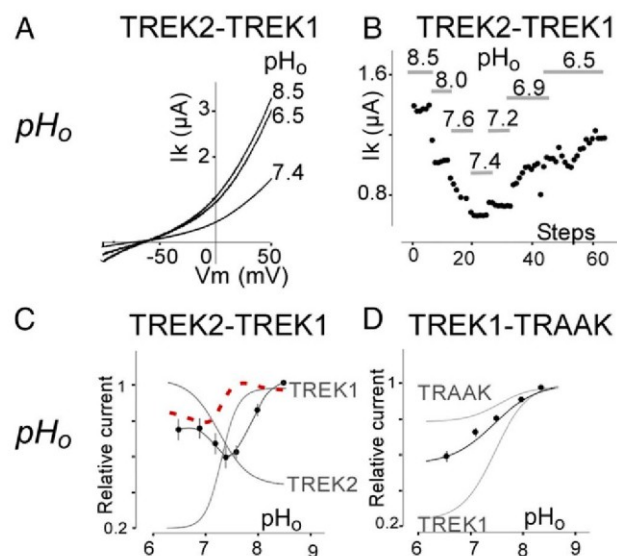 A
TREK2-TREK1
pHo
pHo
8.5
6.5
7.4
Ik (µA)
3
2
-50
0
50
Vm (mV)
B
TREK2-TREK1
pHo
8.5
8.0
7.6
7.4
7.2
6.9
6.5
Ik (µA)
1.6
0.8
Steps
0
20
40
60
C
TREK2-TREK1
pHo
Relative current
1
0.2
TREK1
TREK2
pHo
6
7
8
9
D
TREK1-TRAAK
Relative current
1
0.2
TRAAK
TREK1
pHo
6
7
8
9